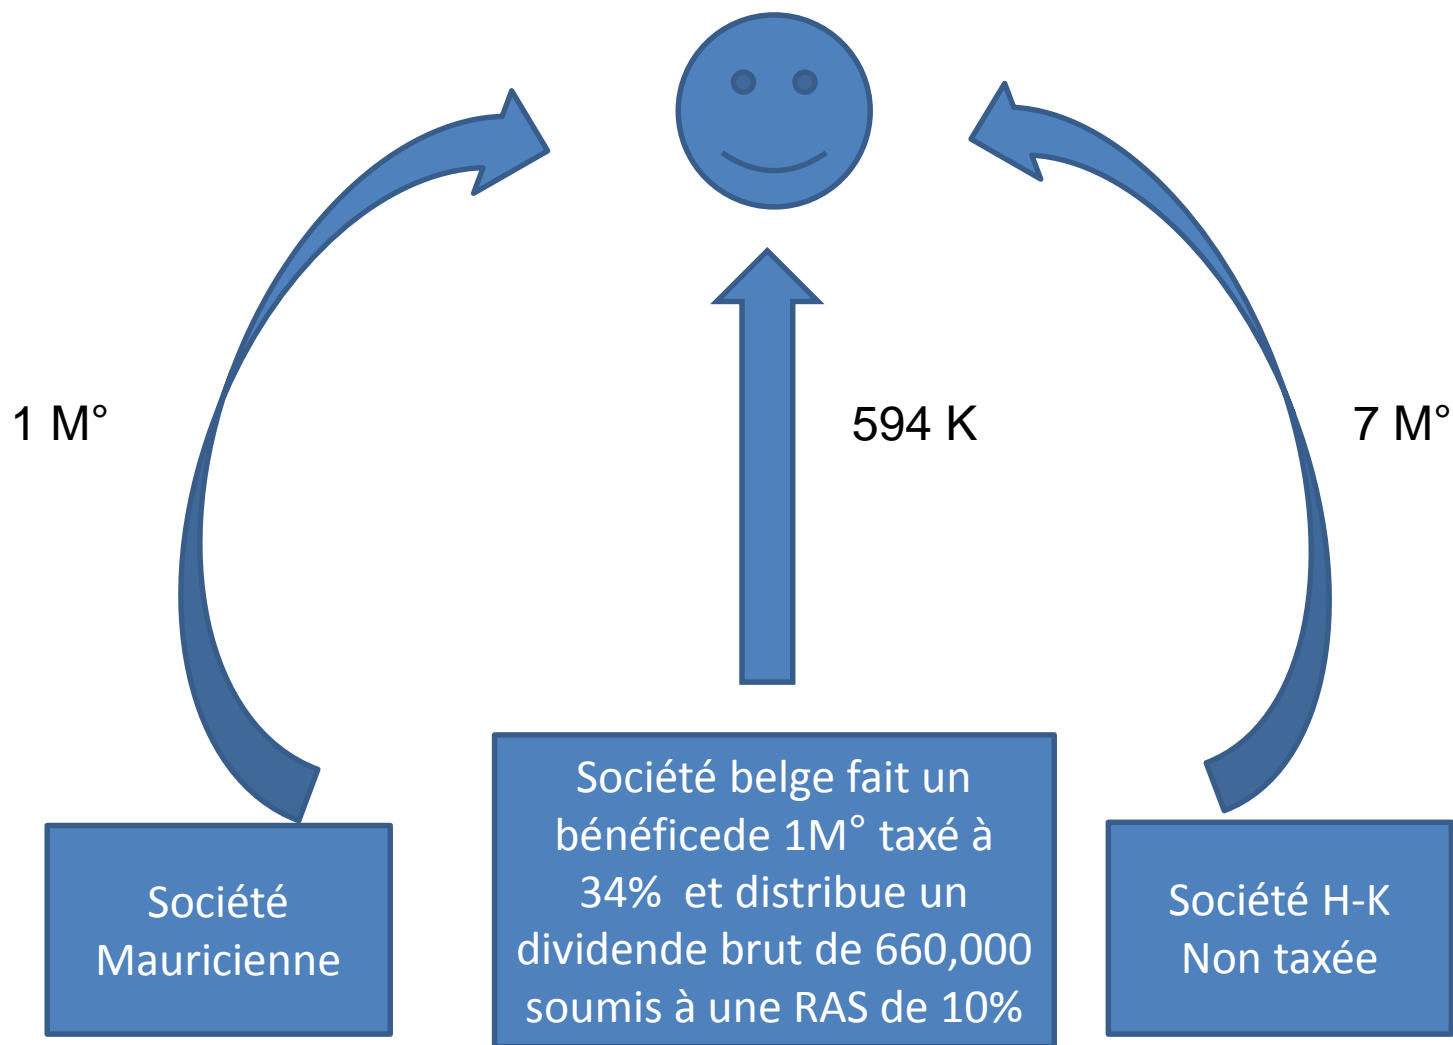 1 M°
594 K
7 M°
Société
Mauricienne
Société belge fait un
bénéficede 1M° taxé à
34% et distribue un
dividende brut de 660,000
soumis à une RAS de 10%
Société H-K
Non taxée